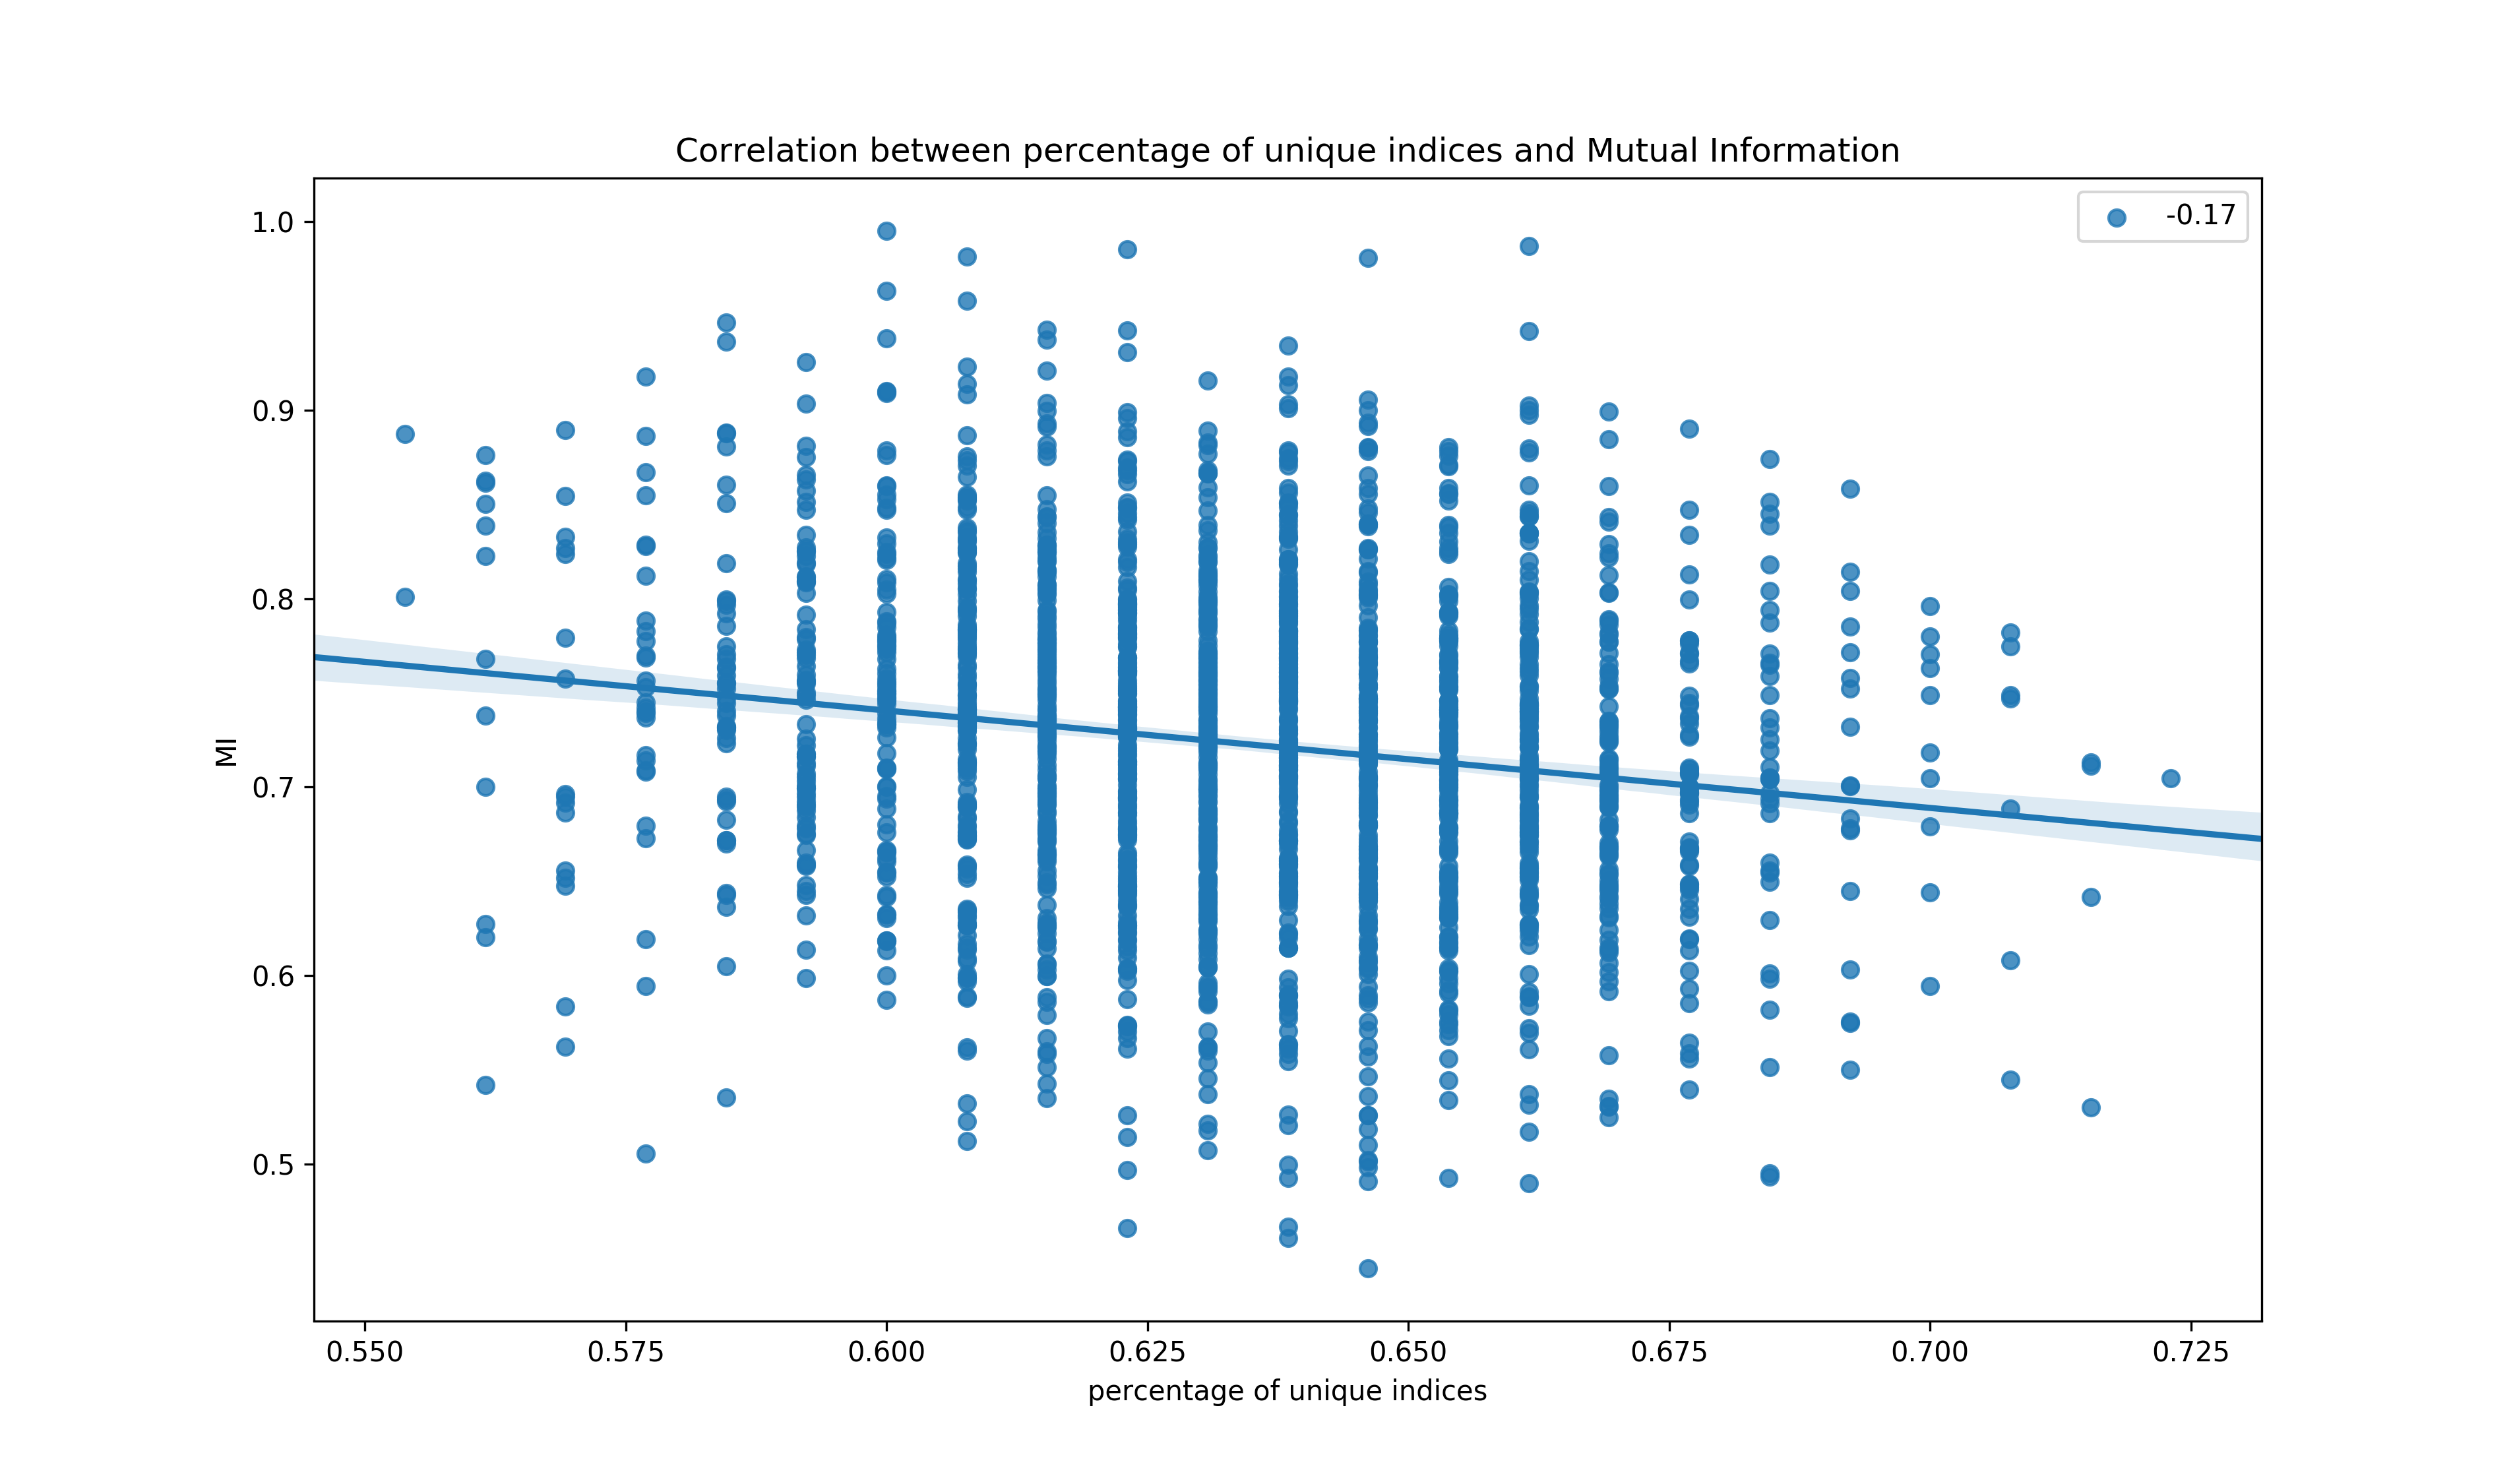 Correlation between percentage of unique indices and Mutual Information
-0.17
1.0
0.9
0.8
0.7
0.6
0.5
MI
0.550 0.575 0.600 0.625 0.650 0.675 0.700 0.725
percentage of unique indices